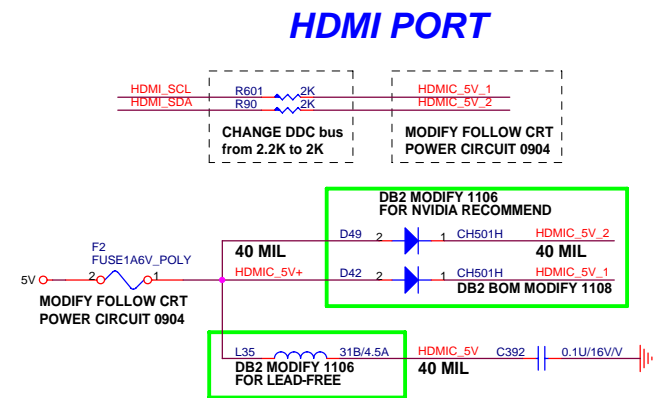 HDMI PORT
HDMI_SCL R601 2K HDMIC_5V_1
HDMI_SDA R90 2K HDMIC_5V_2
CHANGE DDC bus
from 2.2K to 2K
MODIFY FOLLOW CRT
POWER CIRCUIT 0904
DB2 MODIFY 1106
FOR NVIDIA RECOMMEND
D49 2 1 CH501H HDMIC_5V_2
40 MIL 40 MIL
F2
FUSE1A6V_POLY
5V 2 1 HDMIC_5V+ D42 2 1 CH501H HDMIC_5V_1
DB2 BOM MODIFY 1108
MODIFY FOLLOW CRT
POWER CIRCUIT 0904
L35 31B/4.5A HDMIC_5V C392 0.1U/16V/V
40 MIL
DB2 MODIFY 1106
FOR LEAD-FREE